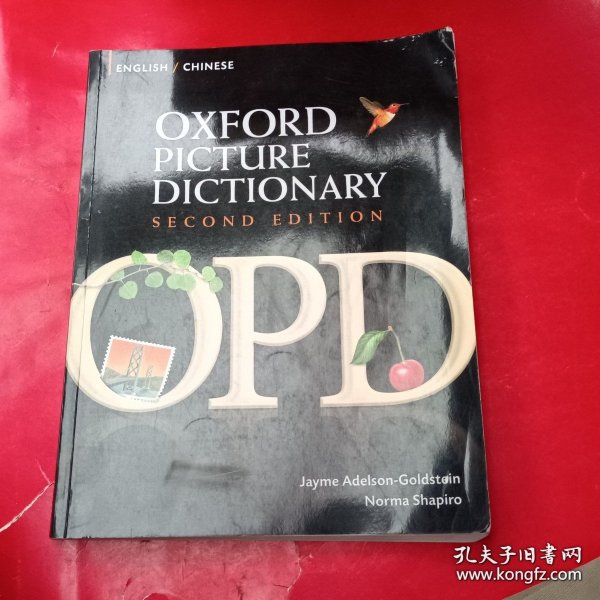 ENGLISH / CHINESE
OXFORD
PICTURE
DICTIONARY
SECOND EDITION
OPD
Jayme Adelson-Goldstein
Norma Shapiro
孔夫子旧书网
www.kongfz.com